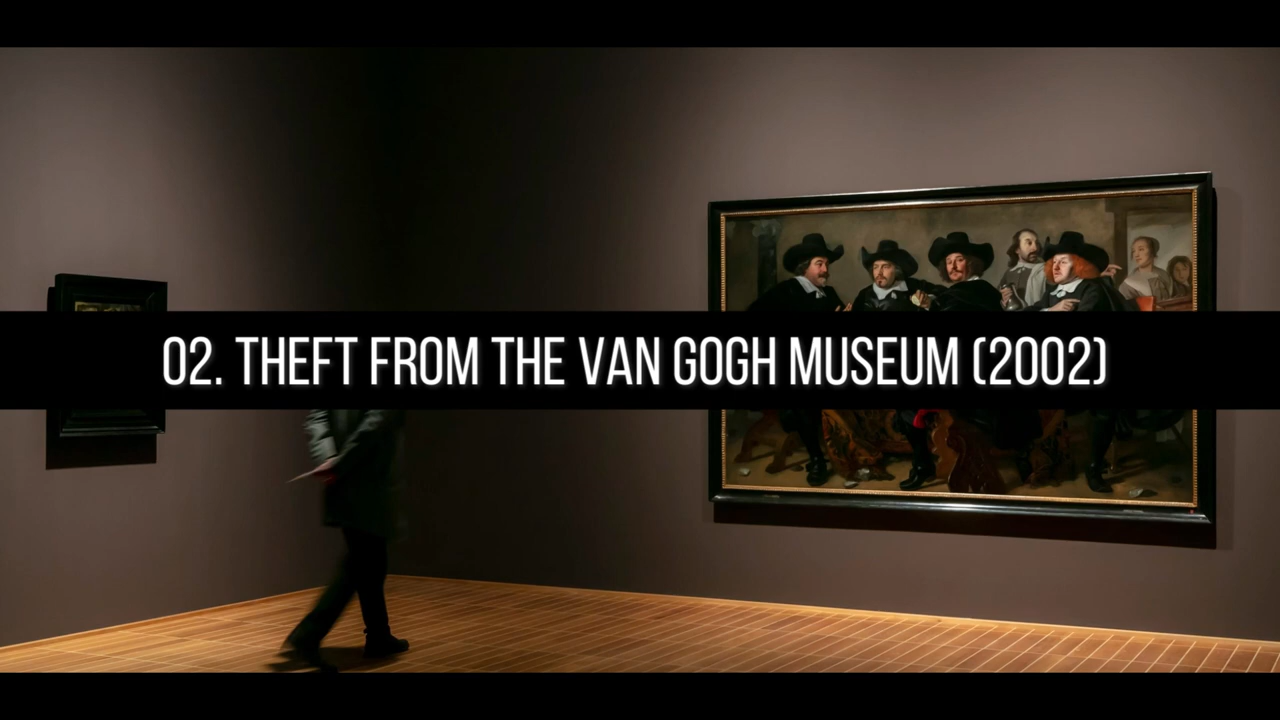 02. THEFT FROM THE VAN GOGH MUSEUM (2002)